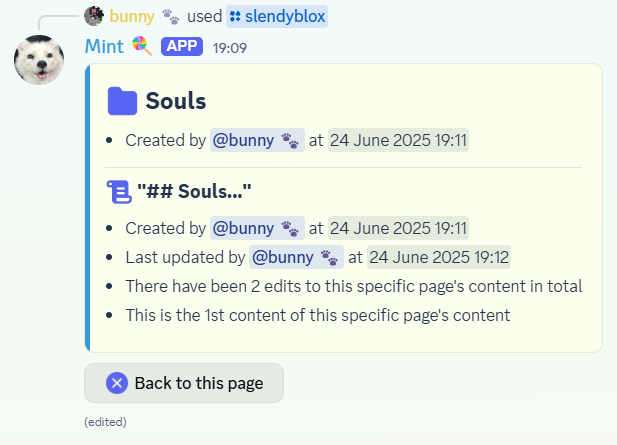 bunny 🐾 used slendyblox
Mint 🍭 APP 19:09
Souls
• Created by @bunny 🐾 at 24 June 2025 19:11
"## Souls..."
• Created by @bunny 🐾 at 24 June 2025 19:11
• Last updated by @bunny 🐾 at 24 June 2025 19:12
• There have been 2 edits to this specific page's content in total
• This is the 1st content of this specific page's content
Back to this page
(edited)